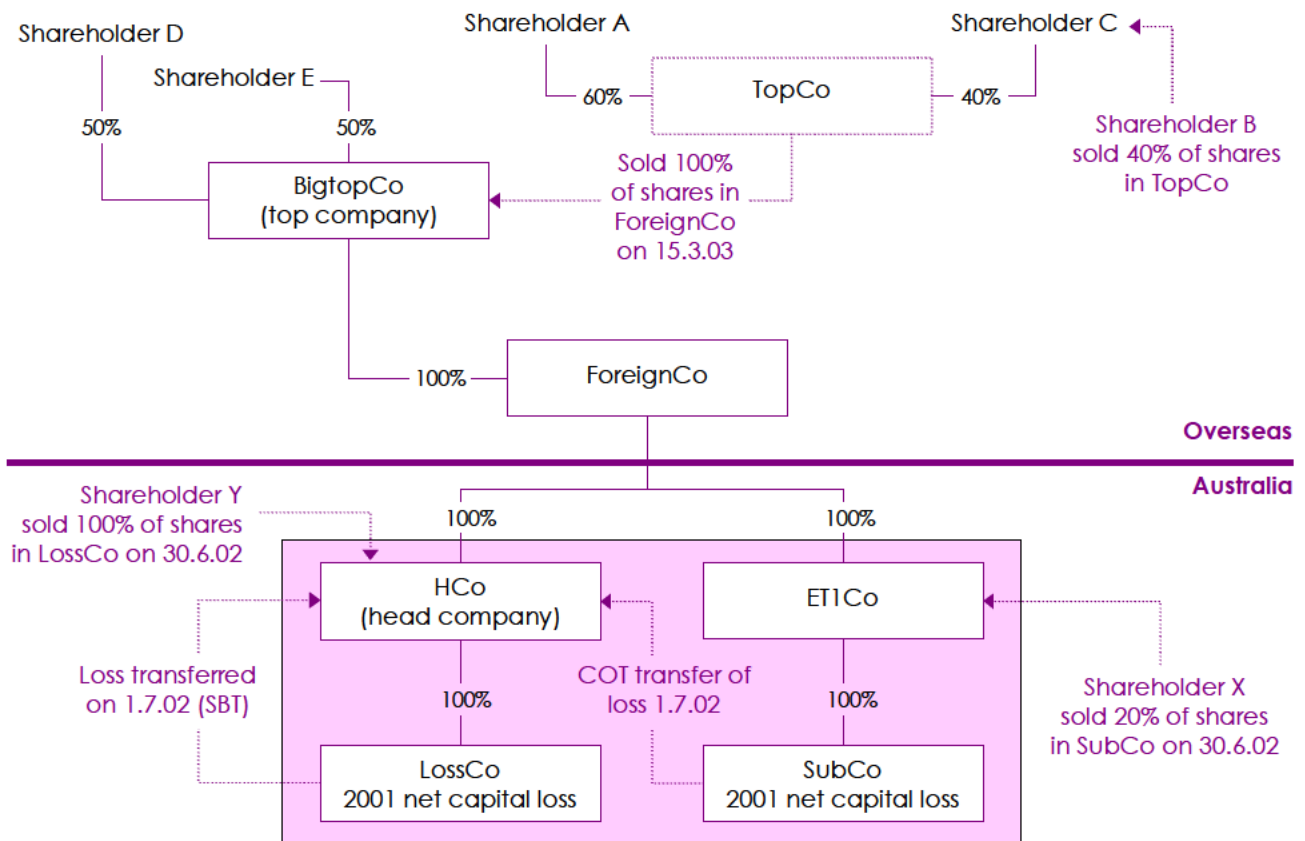 Shareholder D
Shareholder A
Shareholder C
Shareholder E
TopCo
60%
40%
50%
50%
Shareholder B
sold 40% of shares
in TopCo
Sold 100%
of shares in
ForeignCo
on 15.3.03
BigtopCo
(top company)
100%
ForeignCo
Overseas
Australia
Shareholder Y
sold 100% of shares
in LossCo on 30.6.02
100%
100%
HCo
(head company)
ET1Co
Loss transferred
on 1.7.02 (SBT)
COT transfer of
loss 1.7.02
100%
100%
Shareholder X
sold 20% of shares
in SubCo on 30.6.02
LossCo
2001 net capital loss
SubCo
2001 net capital loss